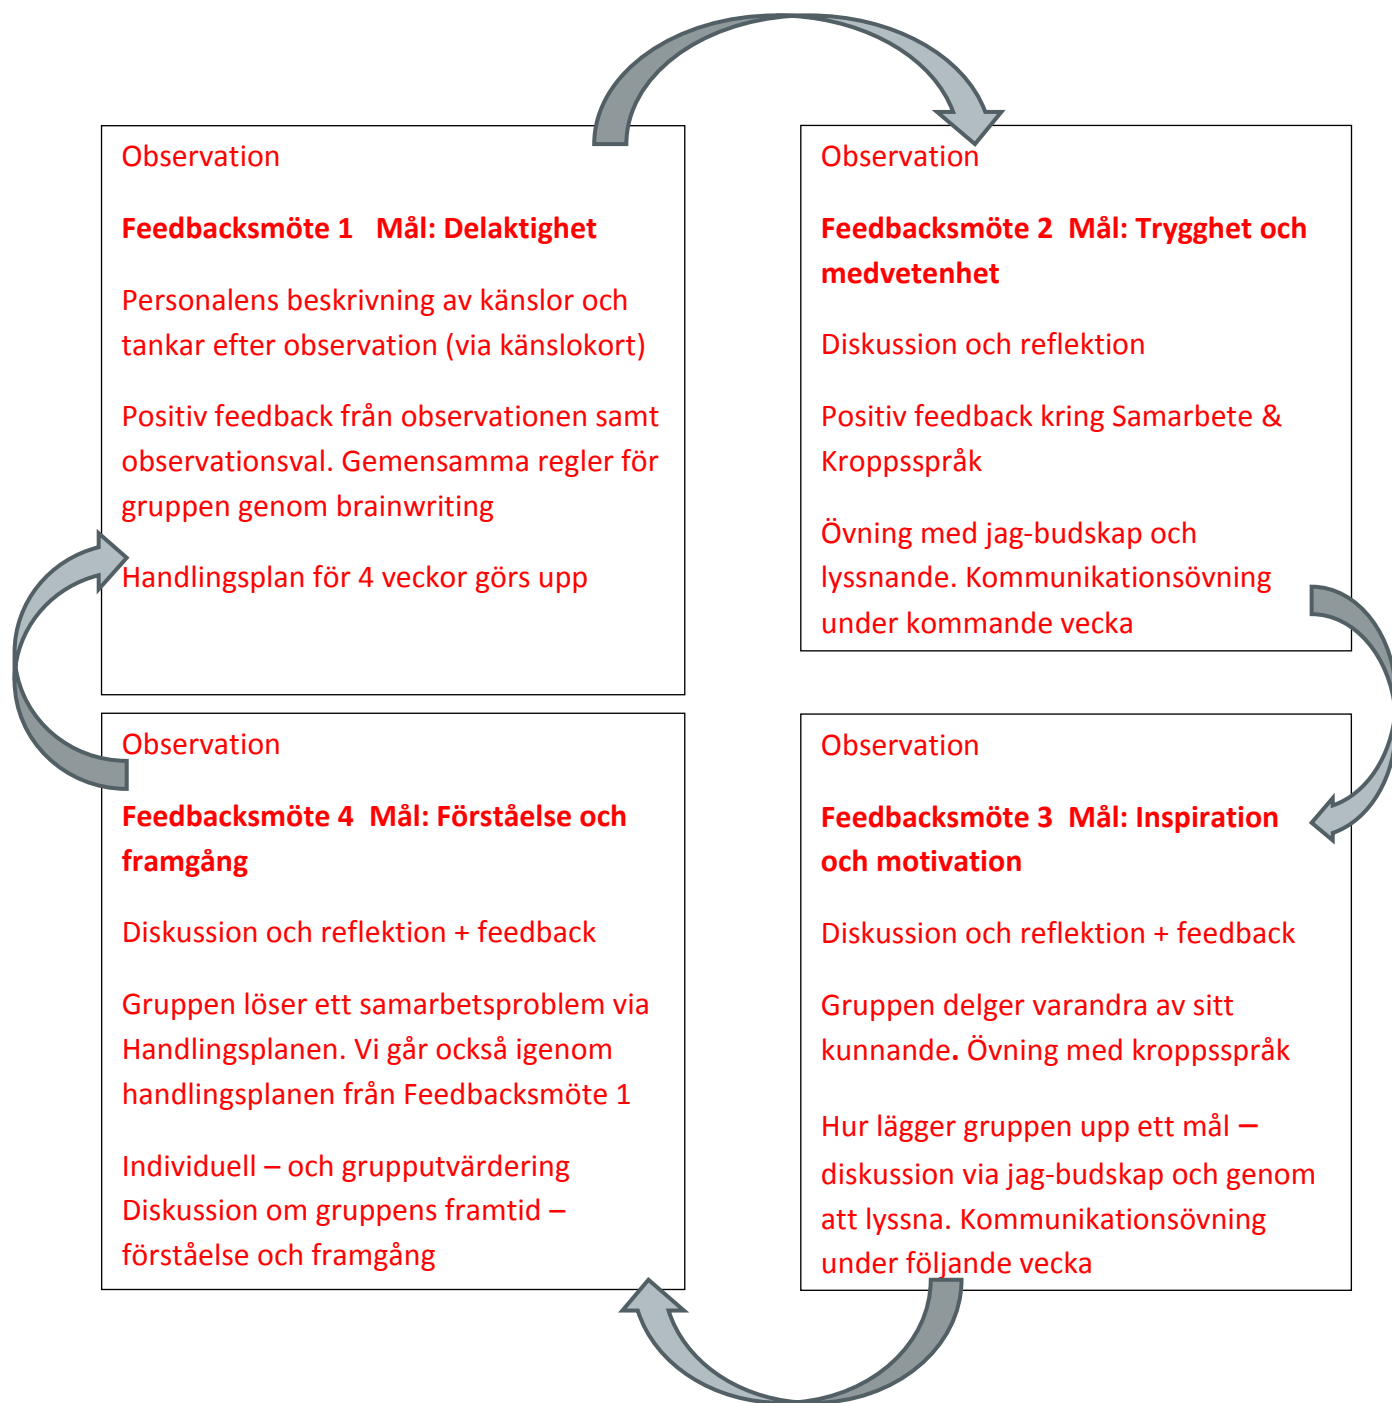 Observation
Feedbacksmöte 1 Mål: Delaktighet
Personalens beskrivning av känslor och
tankar efter observation (via känslokort)
Positiv feedback från observationen samt
observationsval. Gemensamma regler för
gruppen genom brainwriting
Handlingsplan för 4 veckor görs upp
Observation
Feedbacksmöte 2 Mål: Trygghet och
medvetenhet
Diskussion och reflektion
Positiv feedback kring Samarbete &
Kroppsspråk
Övning med jag-budskap och
lyssnande. Kommunikationsövning
under kommande vecka
Observation
Feedbacksmöte 3 Mål: Inspiration
och motivation
Diskussion och reflektion + feedback
Gruppen delger varandra av sitt
kunnande. Övning med kroppsspråk
Hur lägger gruppen upp ett mål –
diskussion via jag-budskap och genom
att lyssna. Kommunikationsövning
under följande vecka
Observation
Feedbacksmöte 4 Mål: Förståelse och
framgång
Diskussion och reflektion + feedback
Gruppen löser ett samarbetsproblem via
Handlingsplanen. Vi går också igenom
handlingsplanen från Feedbacksmöte 1
Individuell – och grupputvärdering
Diskussion om gruppens framtid –
förståelse och framgång